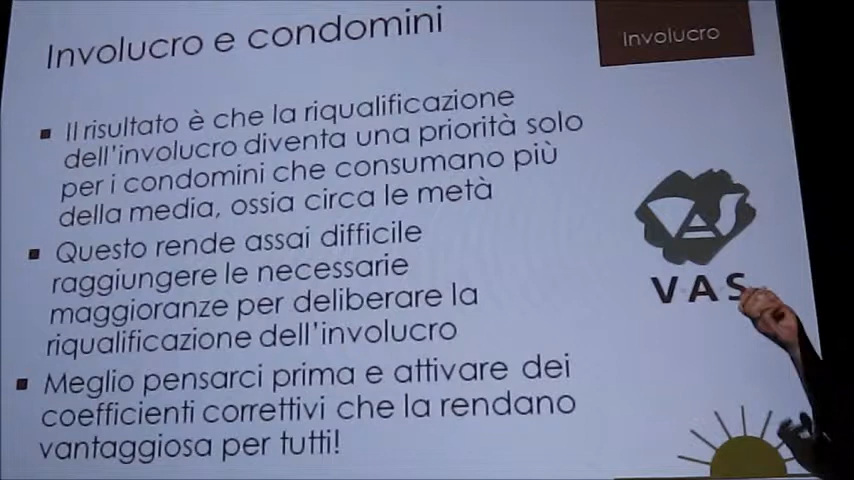 Involucro e condomini
Involucro
Il risultato è che la riqualificazione
dell'involucro diventa una priorità solo
per i condomini che consumano più
della media, ossia circa le metà
Questo rende assai difficile
raggiungere le necessarie
maggioranze per deliberare la
riqualificazione dell'involucro
Meglio pensarci prima e attivare dei
coefficienti correttivi che la rendano
vantaggiosa per tutti!
VAS
V·A·S